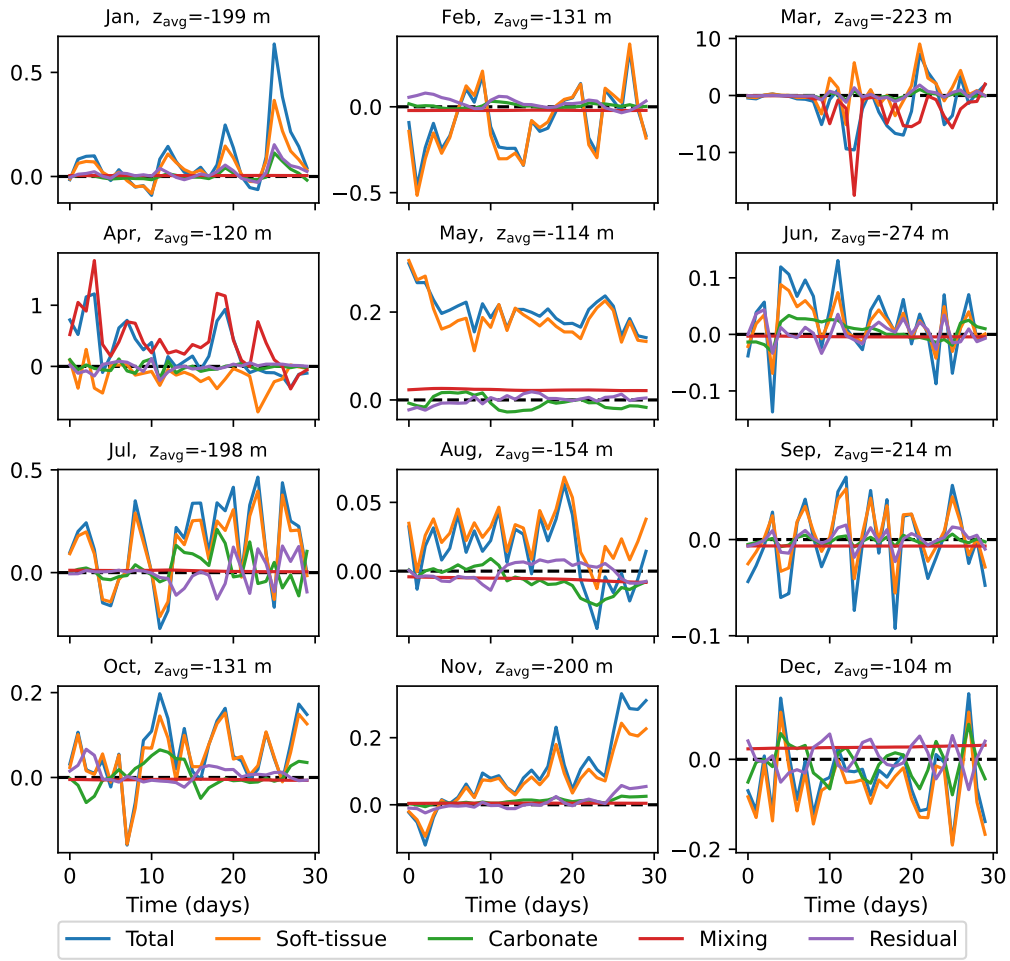 Jan, z_avg=-199 m
Feb, z_avg=-131 m
Mar, z_avg=-223 m
0.5
0.0
0.0
−0.5
10
0
−10
Apr, z_avg=-120 m
May, z_avg=-114 m
Jun, z_avg=-274 m
1
0
0.2
0.0
0.1
0.0
−0.1
Jul, z_avg=-198 m
Aug, z_avg=-154 m
Sep, z_avg=-214 m
0.5
0.0
0.05
0.00
0.0
−0.1
Oct, z_avg=-131 m
Nov, z_avg=-200 m
Dec, z_avg=-104 m
0.2
0.0
0.2
0.0
0.0
−0.2
0 10 20 30
0 10 20 30
0 10 20 30
Time (days)
Time (days)
Time (days)
Total Soft-tissue Carbonate Mixing Residual